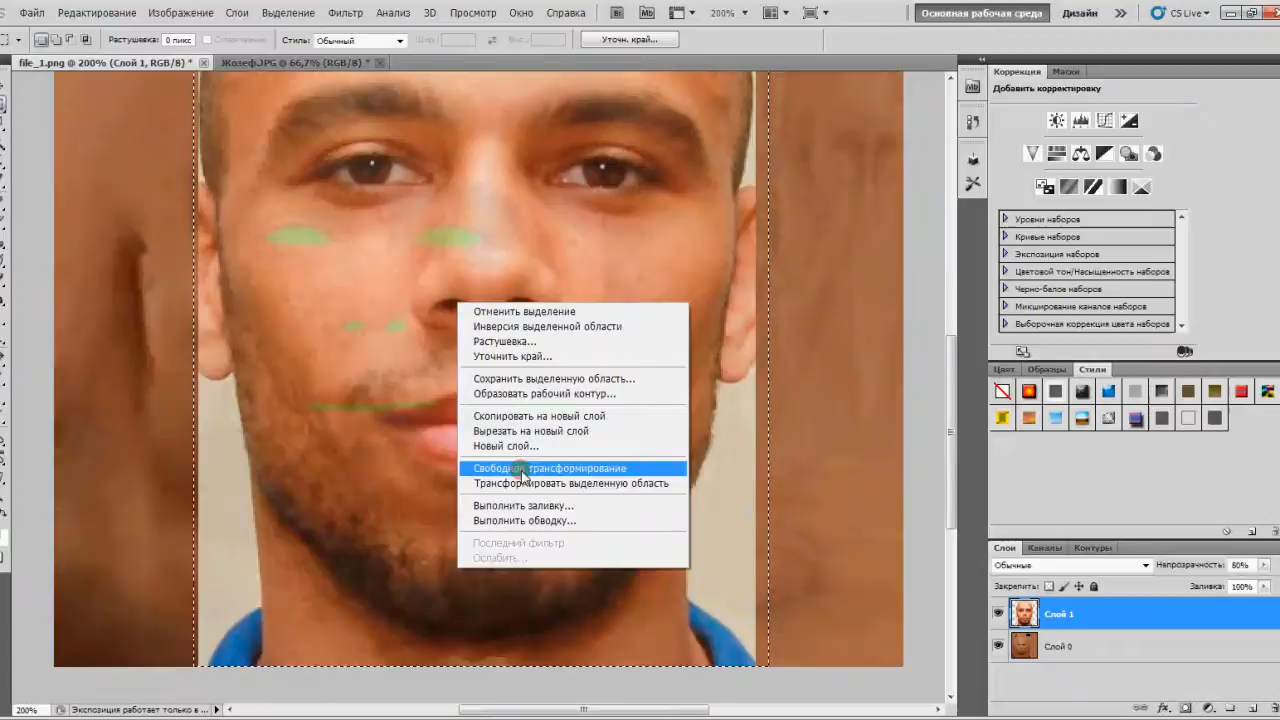 Файл Редактирование Изображение Слои Выделение Фильтр Анализ 3D Просмотр Окно Справка Br Mb 200% Основная рабочая среда Дизайн CS Live
Растушевка: 0 пикс Сглаживание Стиль: Обычный Шир.: Выс.: Уточн. край...
file_1.png @ 200% (Слой 1, RGB/8) * Жозеф.JPG @ 66,7% (RGB/8) *
Коррекция Маски
Добавить корректировку
Уровни наборов
Кривые наборов
Экспозиция наборов
Цветовой тон/Насыщенность наборов
Черно-белое наборов
Микширование каналов наборов
Выборочная коррекция цвета наборов
Отменить выделение
Инверсия выделенной области
Растушевка...
Уточнить край...
Сохранить выделенную область...
Образовать рабочий контур...
Скопировать на новый слой
Вырезать на новый слой
Новый слой...
Свободное трансформирование
Трансформировать выделенную область
Выполнить заливку...
Выполнить обводку...
Последний фильтр
Ослабить...
Цвет Образцы Стили
Слои Каналы Контуры
Обычные Непрозрачность: 80%
Закрепить: Заливка: 100%
Слой 1
Слой 0
200% Экспозиция работает только в ...